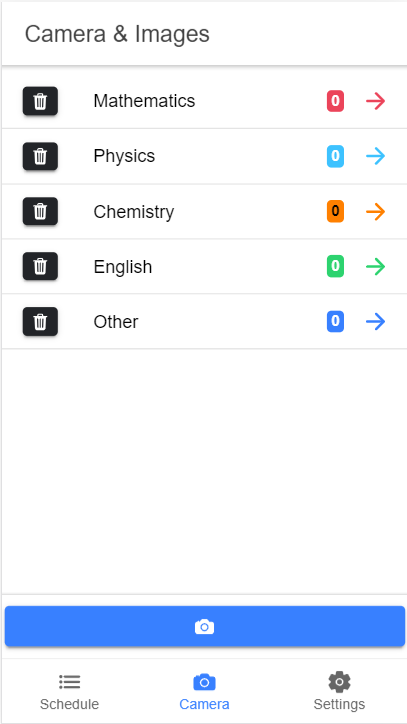 Camera & Images
Mathematics 0
Physics 0
Chemistry 0
English 0
Other 0
Schedule Camera Settings